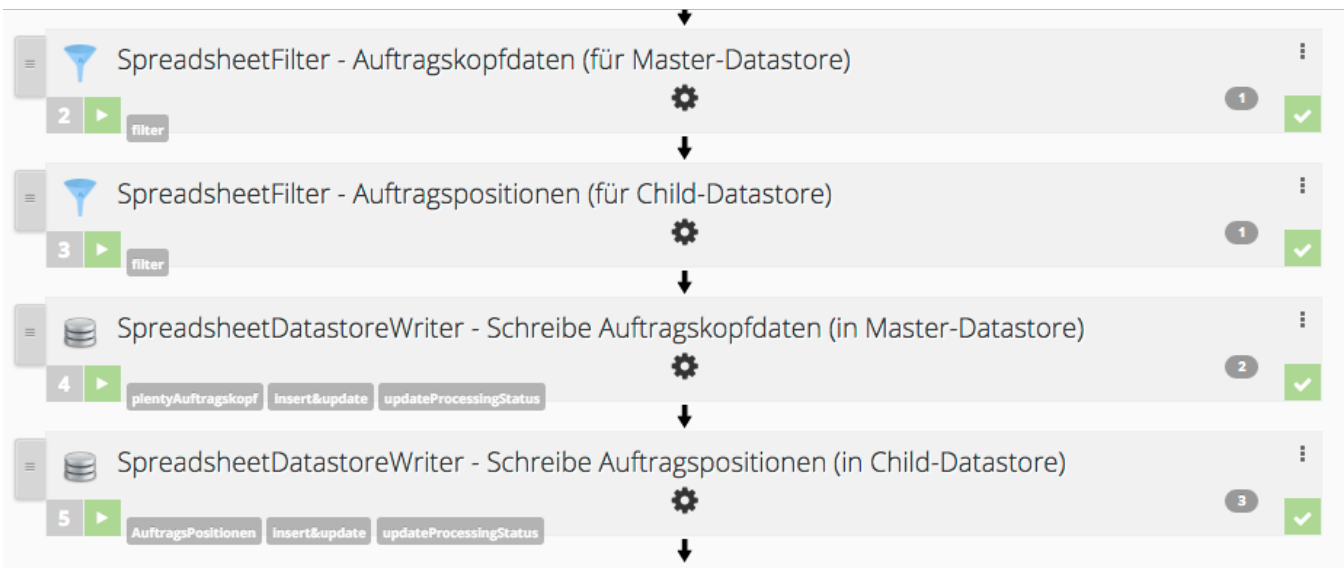 SpreadsheetFilter - Auftragskopfdaten (für Master-Datastore)
1
2
filter
SpreadsheetFilter - Auftragspositionen (für Child-Datastore)
1
3
filter
SpreadsheetDatastoreWriter - Schreibe Auftragskopfdaten (in Master-Datastore)
2
4
plentyAuftragskopf insert&update updateProcessingStatus
SpreadsheetDatastoreWriter - Schreibe Auftragspositionen (in Child-Datastore)
3
5
AuftragsPositionen insert&update updateProcessingStatus